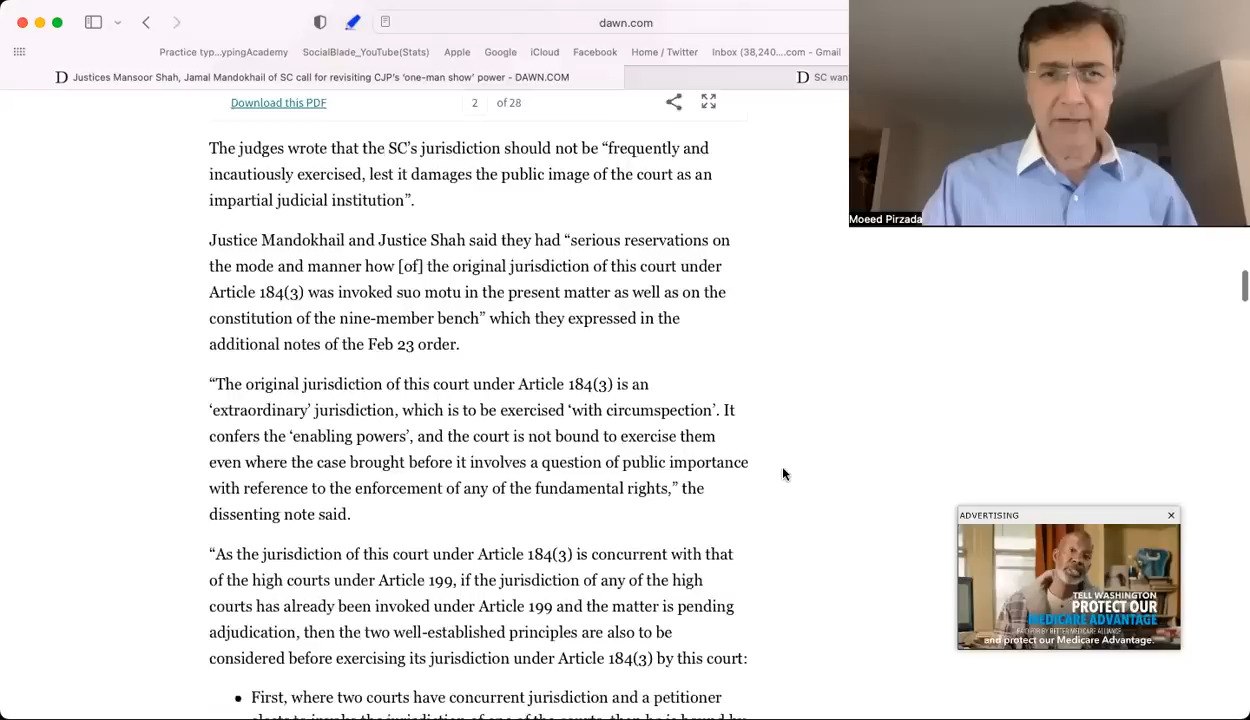 dawn.com
Practice typ...ypingAcademy
SocialBlade_YouTube(Stats)
Apple
Google
iCloud
Facebook
Home / Twitter
Inbox (38,240....com - Gmail
D Justices Mansoor Shah, Jamal Mandokhail of SC call for revisiting CJP's 'one-man show' power - DAWN.COM
D SC wan
Download this PDF
2 of 28
The judges wrote that the SC’s jurisdiction should not be “frequently and
incautiously exercised, lest it damages the public image of the court as an
impartial judicial institution”.
Justice Mandokhail and Justice Shah said they had “serious reservations on
the mode and manner how [of] the original jurisdiction of this court under
Article 184(3) was invoked suo motu in the present matter as well as on the
constitution of the nine-member bench” which they expressed in the
additional notes of the Feb 23 order.
“The original jurisdiction of this court under Article 184(3) is an
‘extraordinary’ jurisdiction, which is to be exercised ‘with circumspection’. It
confers the ‘enabling powers’, and the court is not bound to exercise them
even where the case brought before it involves a question of public importance
with reference to the enforcement of any of the fundamental rights,” the
dissenting note said.
“As the jurisdiction of this court under Article 184(3) is concurrent with that
of the high courts under Article 199, if the jurisdiction of any of the high
courts has already been invoked under Article 199 and the matter is pending
adjudication, then the two well-established principles are also to be
considered before exercising its jurisdiction under Article 184(3) by this court:
• First, where two courts have concurrent jurisdiction and a petitioner
Moeed Pirzada
ADVERTISING
TELL WASHINGTON
PROTECT OUR
MEDICARE ADVANTAGE
PAID FOR BY BETTER MEDICARE ALLIANCE
and protect our Medicare Advantage.